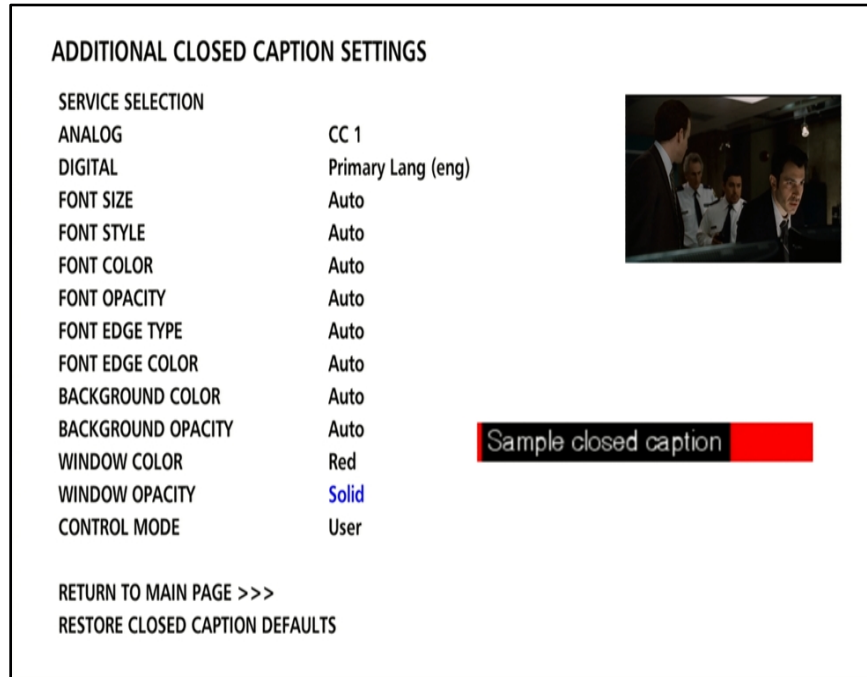 ADDITIONAL CLOSED CAPTION SETTINGS
SERVICE SELECTION
ANALOG CC 1
DIGITAL Primary Lang (eng)
FONT SIZE Auto
FONT STYLE Auto
FONT COLOR Auto
FONT OPACITY Auto
FONT EDGE TYPE Auto
FONT EDGE COLOR Auto
BACKGROUND COLOR Auto
BACKGROUND OPACITY Auto
Sample closed caption
WINDOW COLOR Red
WINDOW OPACITY Solid
CONTROL MODE User
RETURN TO MAIN PAGE >>>
RESTORE CLOSED CAPTION DEFAULTS